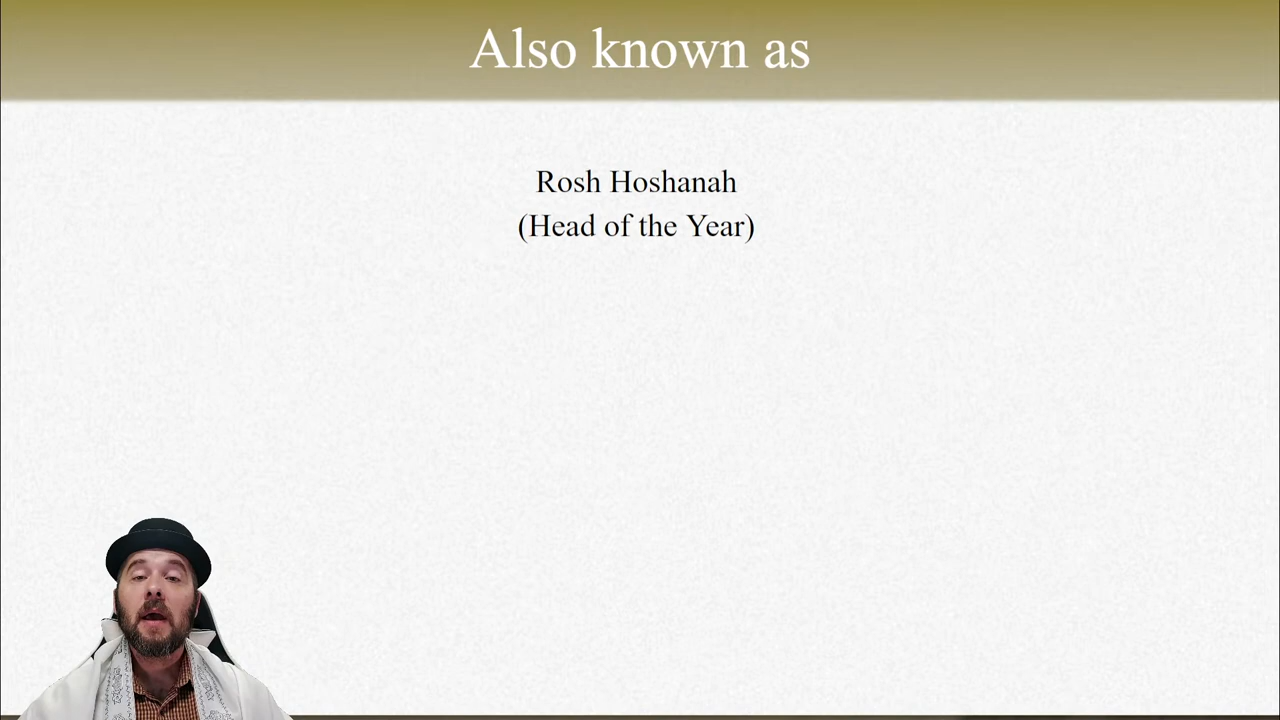 Also known as
Rosh Hoshanah
(Head of the Year)